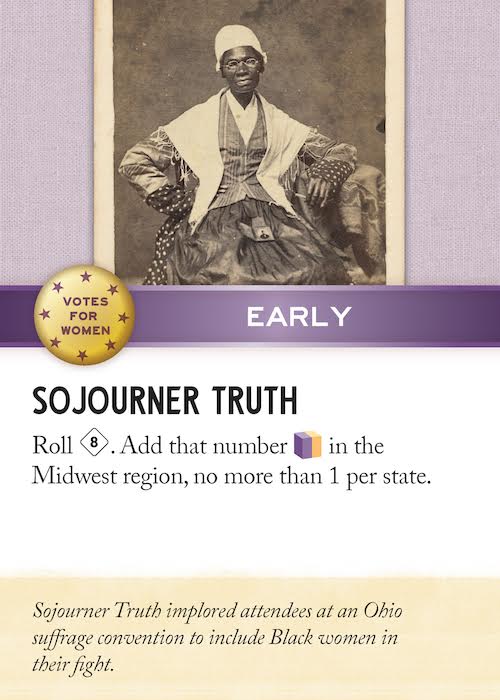 VOTES
FOR
WOMEN
EARLY
SOJOURNER TRUTH
Roll 8. Add that number in the
Midwest region, no more than 1 per state.
Sojourner Truth implored attendees at an Ohio
suffrage convention to include Black women in
their fight.